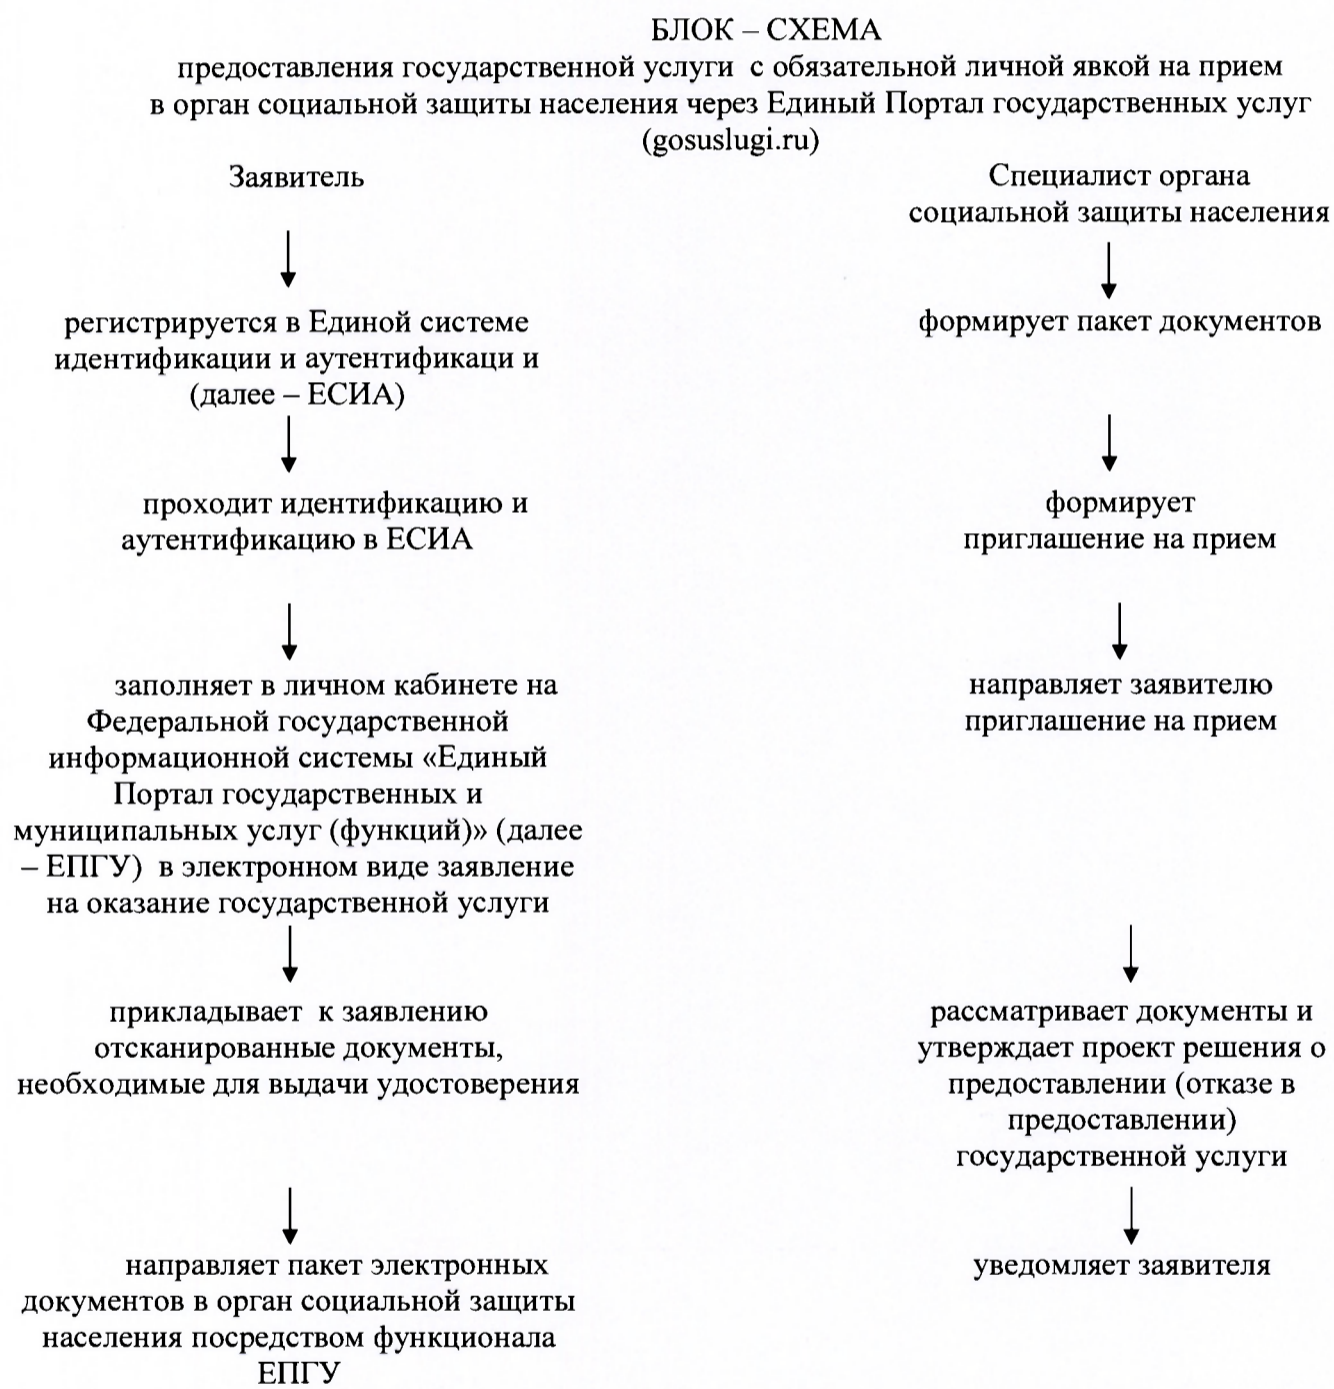 БЛОК – СХЕМА
предоставления государственной услуги с обязательной личной явкой на прием
в орган социальной защиты населения через Единый Портал государственных услуг
(gosuslugi.ru)
Заявитель
регистрируется в Единой системе
идентификации и аутентификаци и
(далее – ЕСИА)
проходит идентификацию и
аутентификацию в ЕСИА
заполняет в личном кабинете на
Федеральной государственной
информационной системы «Единый
Портал государственных и
муниципальных услуг (функций)» (далее
– ЕПГУ) в электронном виде заявление
на оказание государственной услуги
прикладывает к заявлению
отсканированные документы,
необходимые для выдачи удостоверения
направляет пакет электронных
документов в орган социальной защиты
населения посредством функционала
ЕПГУ
Специалист органа
социальной защиты населения
формирует пакет документов
формирует
приглашение на прием
направляет заявителю
приглашение на прием
рассматривает документы и
утверждает проект решения о
предоставлении (отказе в
предоставлении)
государственной услуги
уведомляет заявителя